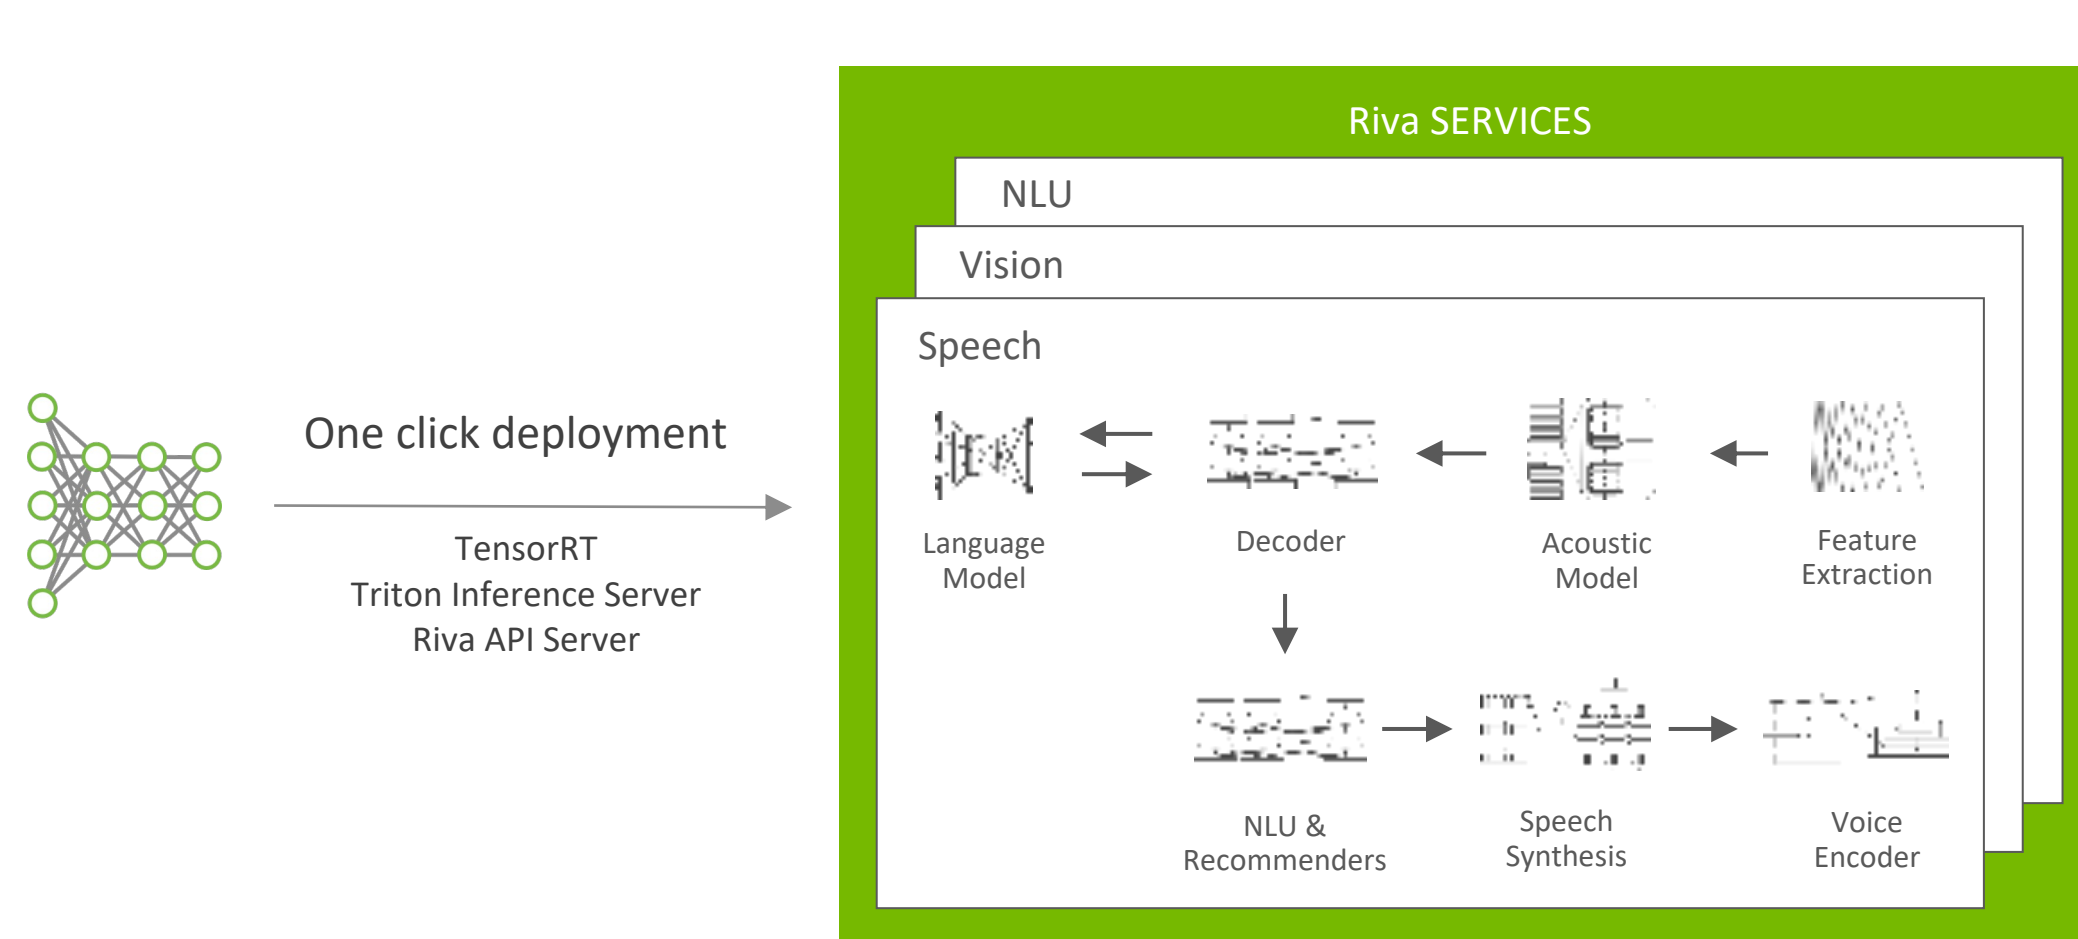 Riva SERVICES
NLU
Vision
Speech
One click deployment
TensorRT
Triton Inference Server
Riva API Server
Language
Model
Decoder
Acoustic
Model
Feature
Extraction
NLU &
Recommenders
Speech
Synthesis
Voice
Encoder